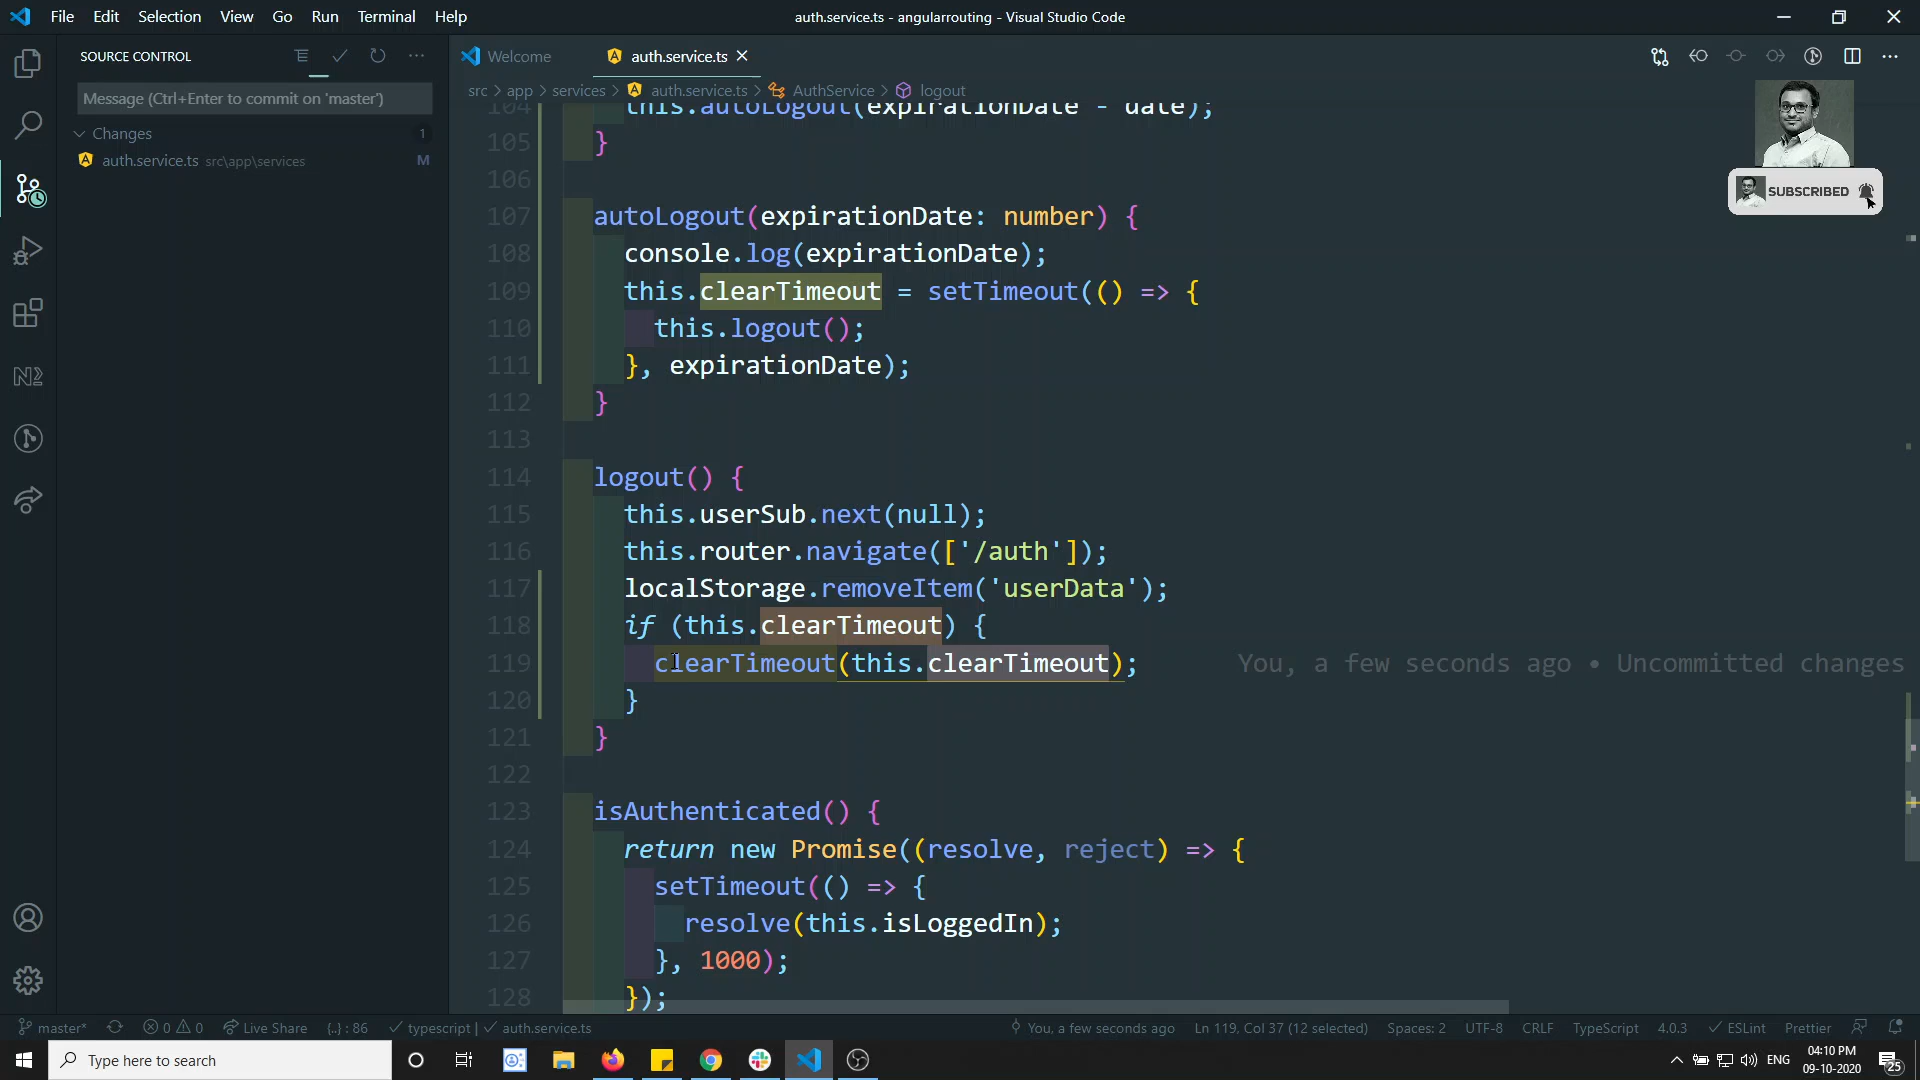 File Edit Selection View Go Run Terminal Help
auth.service.ts - angularrouting - Visual Studio Code
SOURCE CONTROL
Message (Ctrl+Enter to commit on 'master')
Changes 1
auth.service.ts src\app\services M
Welcome auth.service.ts
src > app > services > auth.service.ts > AuthService > logout
SUBSCRIBED
104 this.autoLogout(expirationDate - date);
105 }
106
107 autoLogout(expirationDate: number) {
108 console.log(expirationDate);
109 this.clearTimeout = setTimeout(() => {
110 this.logout();
111 }, expirationDate);
112 }
113
114 logout() {
115 this.userSub.next(null);
116 this.router.navigate(['/auth']);
117 localStorage.removeItem('userData');
118 if (this.clearTimeout) {
119 clearTimeout(this.clearTimeout); You, a few seconds ago • Uncommitted changes
120 }
121 }
122
123 isAuthenticated() {
124 return new Promise((resolve, reject) => {
125 setTimeout(() => {
126 resolve(this.isLoggedIn);
127 }, 1000);
128 });
master* 0 0 Live Share {..} : 86 typescript | auth.service.ts You, a few seconds ago Ln 119, Col 37 (12 selected) Spaces: 2 UTF-8 CRLF TypeScript 4.0.3 ESLint Prettier
Type here to search
ENG
04:10 PM
09-10-2020
25